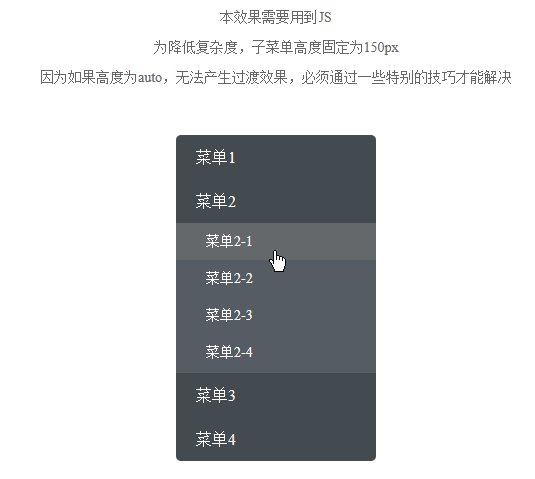 本效果需要用到JS
为降低复杂度，子菜单高度固定为150px
因为如果高度为auto，无法产生过渡效果，必须通过一些特别的技巧才能解决
菜单1
菜单2
菜单2-1
菜单2-2
菜单2-3
菜单2-4
菜单3
菜单4